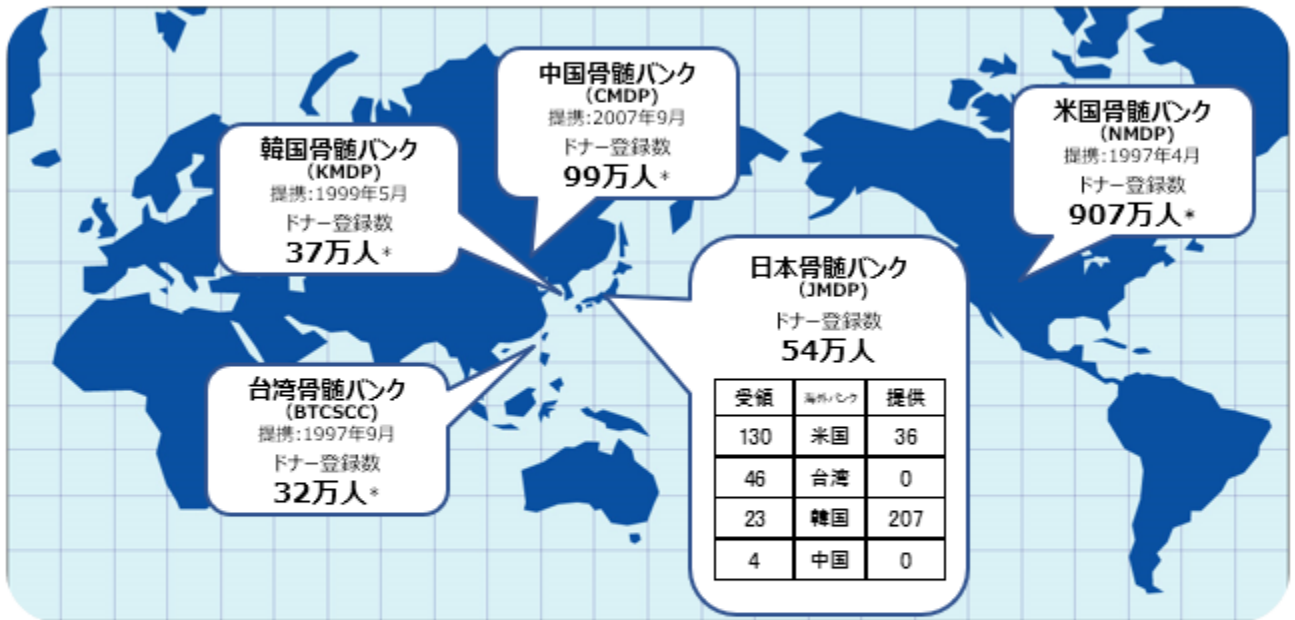 中国骨髄バンク
(CMDP)
提携:2007年9月
ドナー登録数
99万人*
米国骨髄バンク
(NMDP)
提携:1997年4月
ドナー登録数
907万人*
韓国骨髄バンク
(KMDP)
提携:1999年5月
ドナー登録数
37万人*
日本骨髄バンク
(JMDP)
ドナー登録数
54万人
受領 海外バンク 提供
130 米国 36
46 台湾 0
23 韓国 207
4 中国 0
台湾骨髄バンク
(BTCSCC)
提携:1997年9月
ドナー登録数
32万人*